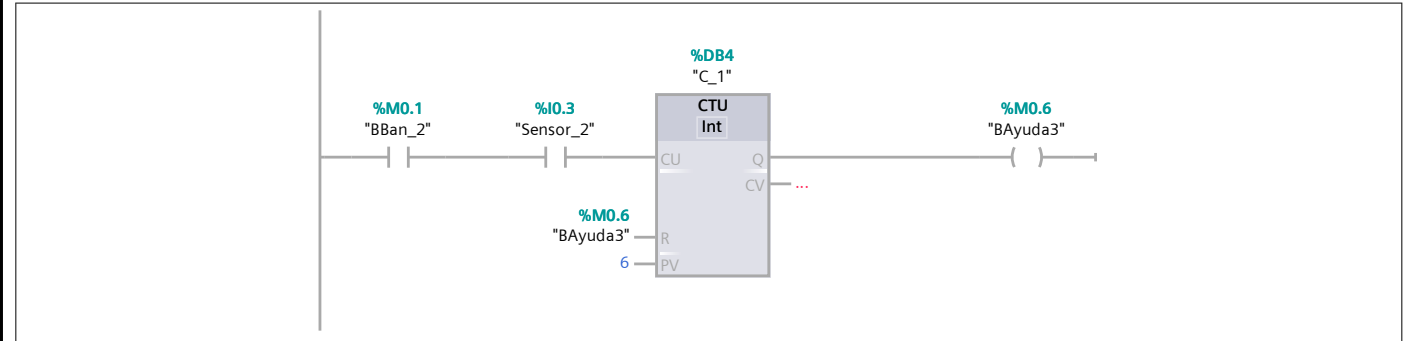 %DB4
"C_1"
%M0.1
"BBan_2"
%I0.3
"Sensor_2"
CTU
Int
%M0.6
"BAyuda3"
CU
Q
CV
...
%M0.6
"BAyuda3"
R
6
PV